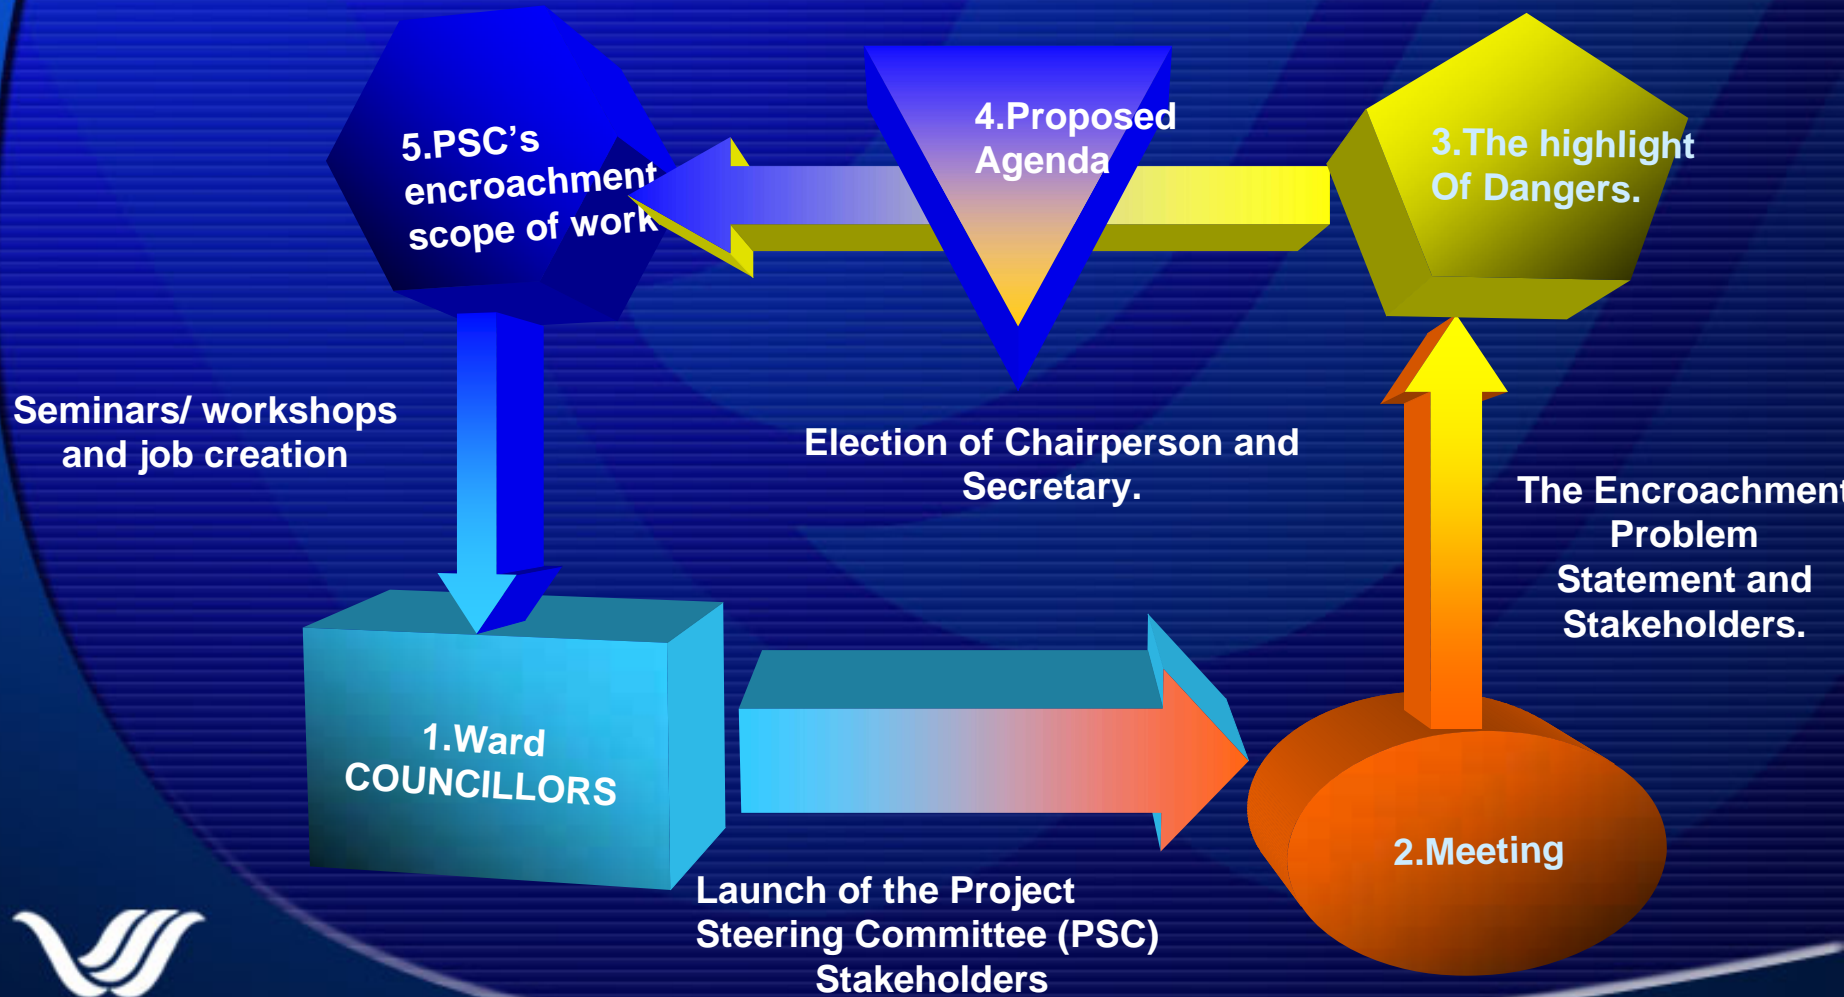 5.PSC’s
encroachment
scope of work
4.Proposed
Agenda
3.The highlight
Of Dangers.
Seminars/ workshops
and job creation
Election of Chairperson and
Secretary.
The Encroachment
Problem
Statement and
Stakeholders.
1.Ward
COUNCILLORS
2.Meeting
Launch of the Project
Steering Committee (PSC)
Stakeholders